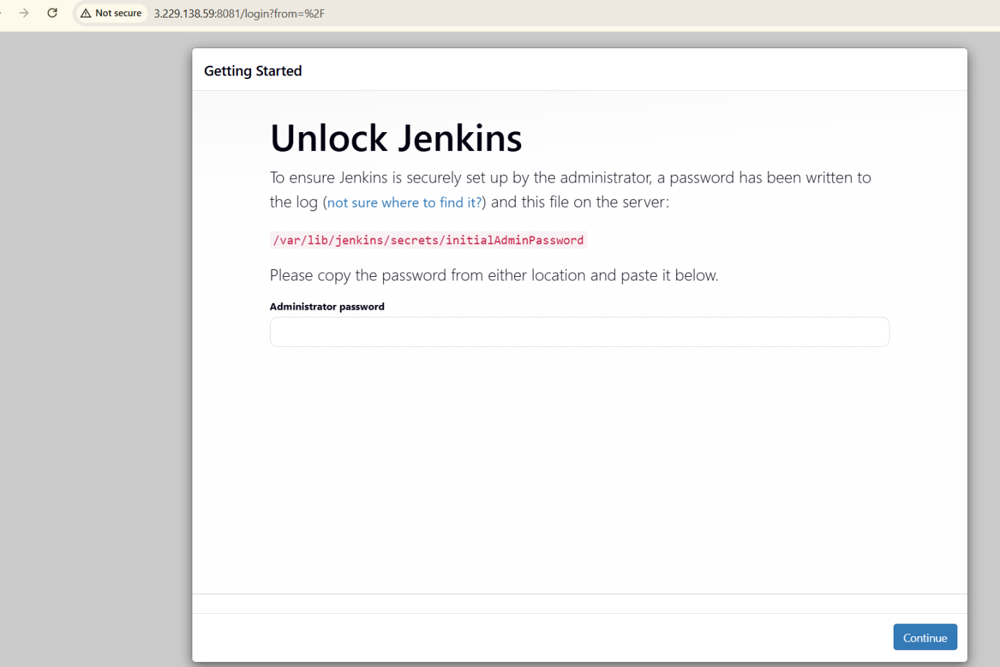 Not secure 3.229.138.59:8081/login?from=%2F
Getting Started
Unlock Jenkins
To ensure Jenkins is securely set up by the administrator, a password has been written to
the log (not sure where to find it?) and this file on the server:
/var/lib/jenkins/secrets/initialAdminPassword
Please copy the password from either location and paste it below.
Administrator password
Continue